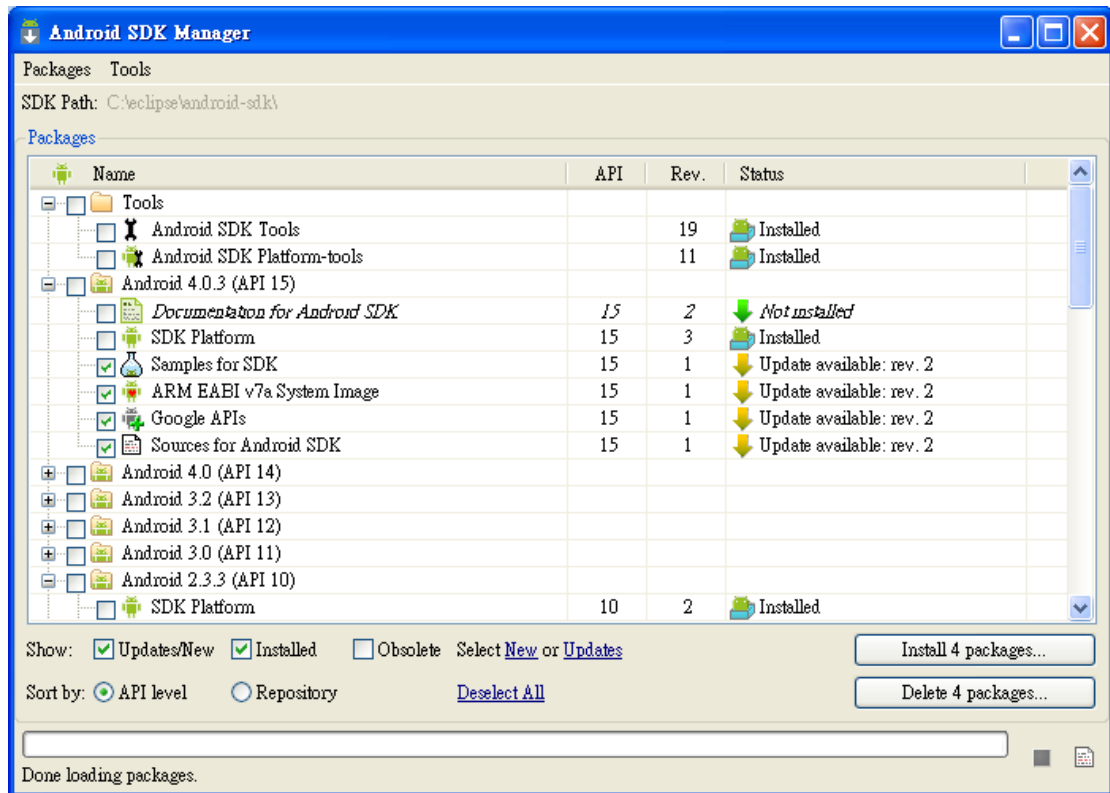 Android SDK Manager
Packages Tools
SDK Path: C:\eclipse\android-sdk\
Packages
Name API Rev. Status
Tools
Android SDK Tools 19 Installed
Android SDK Platform-tools 11 Installed
Android 4.0.3 (API 15)
Documentation for Android SDK 15 2 Not installed
SDK Platform 15 3 Installed
Samples for SDK 15 1 Update available: rev. 2
ARM EABI v7a System Image 15 1 Update available: rev. 2
Google APIs 15 1 Update available: rev. 2
Sources for Android SDK 15 1 Update available: rev. 2
Android 4.0 (API 14)
Android 3.2 (API 13)
Android 3.1 (API 12)
Android 3.0 (API 11)
Android 2.3.3 (API 10)
SDK Platform 10 2 Installed
Show: Updates/New Installed Obsolete Select New or Updates Install 4 packages...
Sort by: API level Repository Deselect All Delete 4 packages...
Done loading packages.